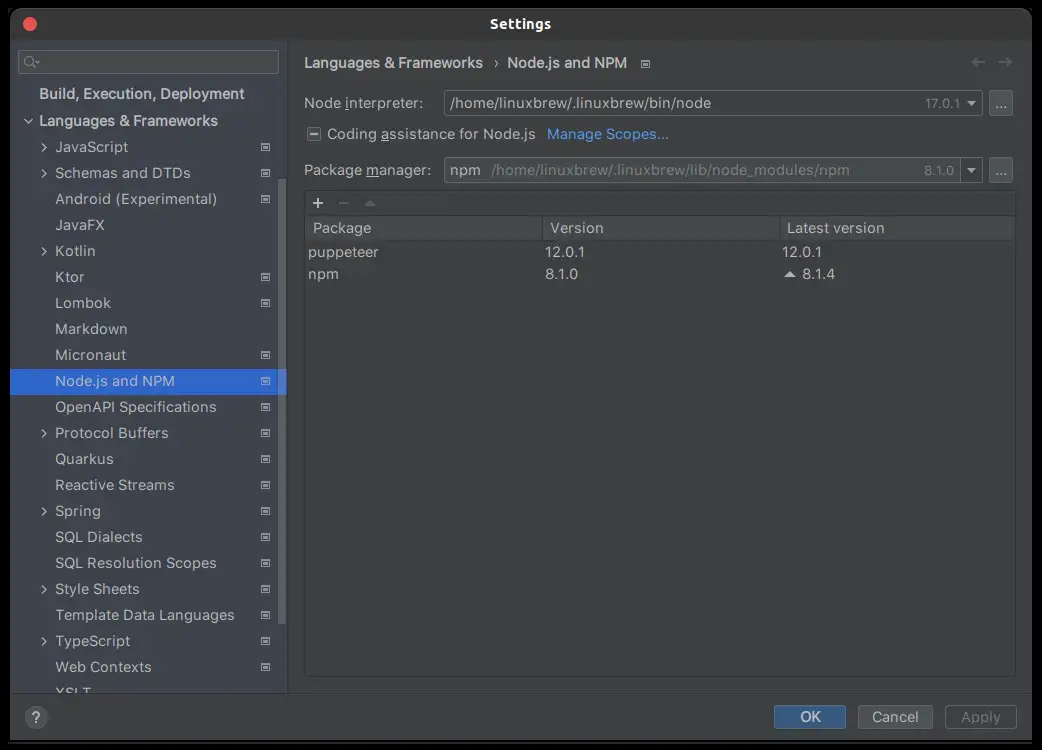 Settings
Build, Execution, Deployment
Languages & Frameworks
JavaScript
Schemas and DTDs
Android (Experimental)
JavaFX
Kotlin
Ktor
Lombok
Markdown
Micronaut
Node.js and NPM
OpenAPI Specifications
Protocol Buffers
Quarkus
Reactive Streams
Spring
SQL Dialects
SQL Resolution Scopes
Style Sheets
Template Data Languages
TypeScript
Web Contexts
XSLT
Languages & Frameworks › Node.js and NPM
Node interpreter: /home/linuxbrew/.linuxbrew/bin/node 17.0.1 ...
Coding assistance for Node.js Manage Scopes...
Package manager: npm /home/linuxbrew/.linuxbrew/lib/node_modules/npm 8.1.0 ...
Package Version Latest version
puppeteer 12.0.1 12.0.1
npm 8.1.0 8.1.4
? OK Cancel Apply